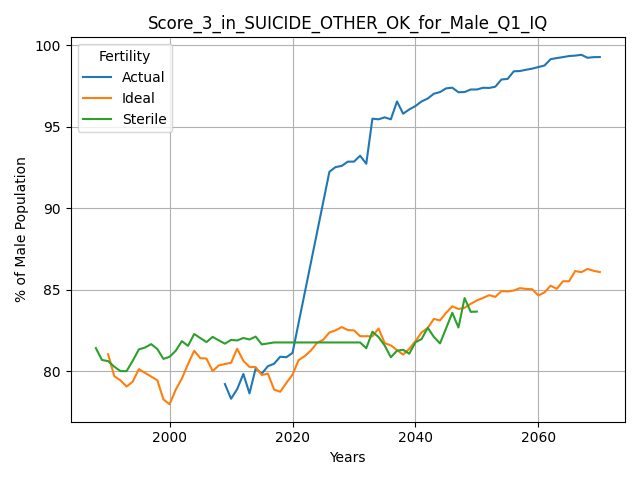 Score_3_in_SUICIDE_OTHER_OK_for_Male_Q1_IQ
Fertility
Actual
Ideal
Sterile
% of Male Population
100
95
90
85
80
2000
2020
2040
2060
Years